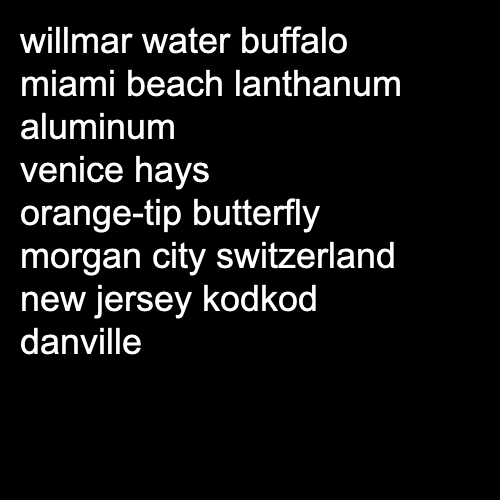 willmar water buffalo
miami beach lanthanum
aluminum
venice hays
orange-tip butterfly
morgan city switzerland
new jersey kodkod
danville